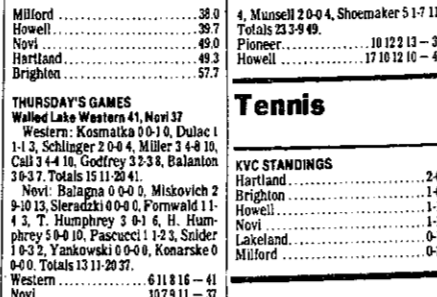 Milford 38.0
Howell 39.7
Novi 49.0
Hartland 49.3
Brighton 57.7
THURSDAY'S GAMES
Walled Lake Western 41, Novi 37
Western: Kosmatka 0 0-1 0, Dulac 1
1-1 3, Schlinger 2 0-0 4, Miller 3 4-8 10,
Call 3 4-4 10, Godfrey 3 2-3 8, Balanton
3 0-3 7. Totals 15 11-20 41.
Novi: Balagna 0 0-0 0, Miskovich 2
9-10 13, Sieradzki 0 0-0 0, Fornwald 1 1-
4 3, T. Humphrey 3 0-1 6, H. Hum-
phrey 5 0-0 10, Pascucci 1 1-2 3, Snider
1 0-3 2, Yankowski 0 0-0 0, Konarske 0
0-0 0. Totals 13 11-20 37.
Western 6 11 8 16 — 41
Novi 10 7 9 11 — 37
4, Munsell 2 0-0 4, Shoemaker 5 1-7 11
Totals 23 3-9 49.
Pioneer 10 12 2 13 —
Howell 17 10 12 10 —
Tennis
KVC STANDINGS
Hartland
Brighton
Howell
Novi
Lakeland
Milford